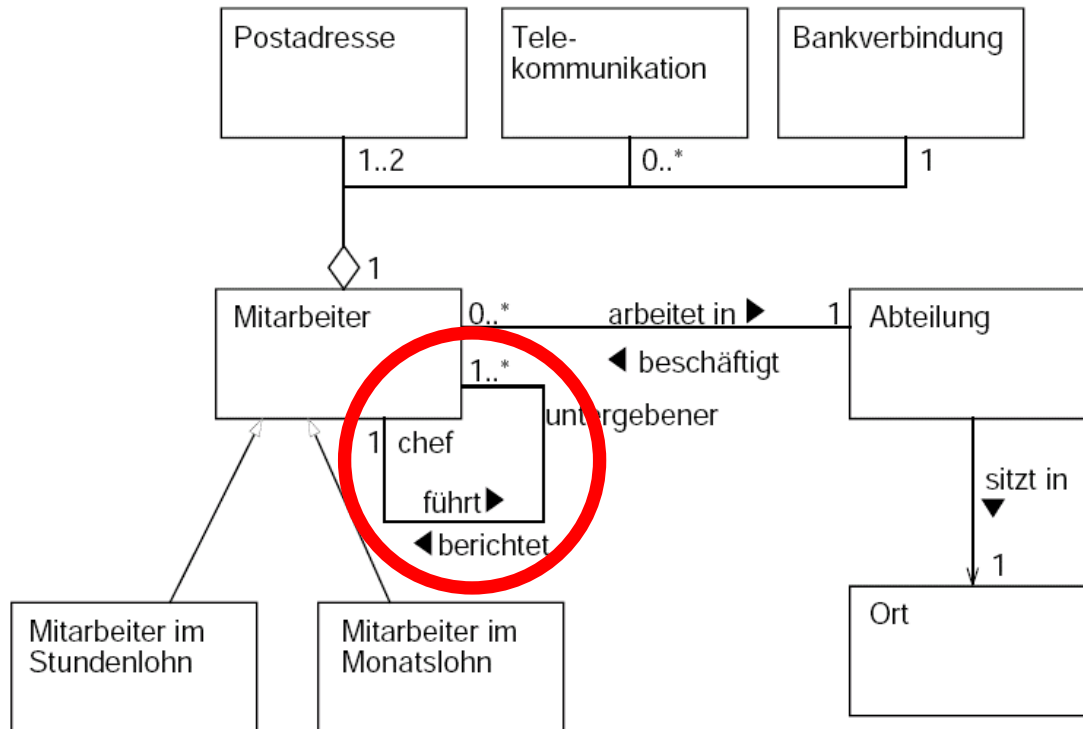 Postadresse
Tele-
kommunikation
Bankverbindung
1..2
0..*
1
1
Mitarbeiter
0..*
arbeitet in ▶
1
Abteilung
◀ beschäftigt
1..*
untergebener
1
chef
führt▶
◀berichtet
sitzt in
▼
1
Mitarbeiter im
Stundenlohn
Mitarbeiter im
Monatslohn
Ort